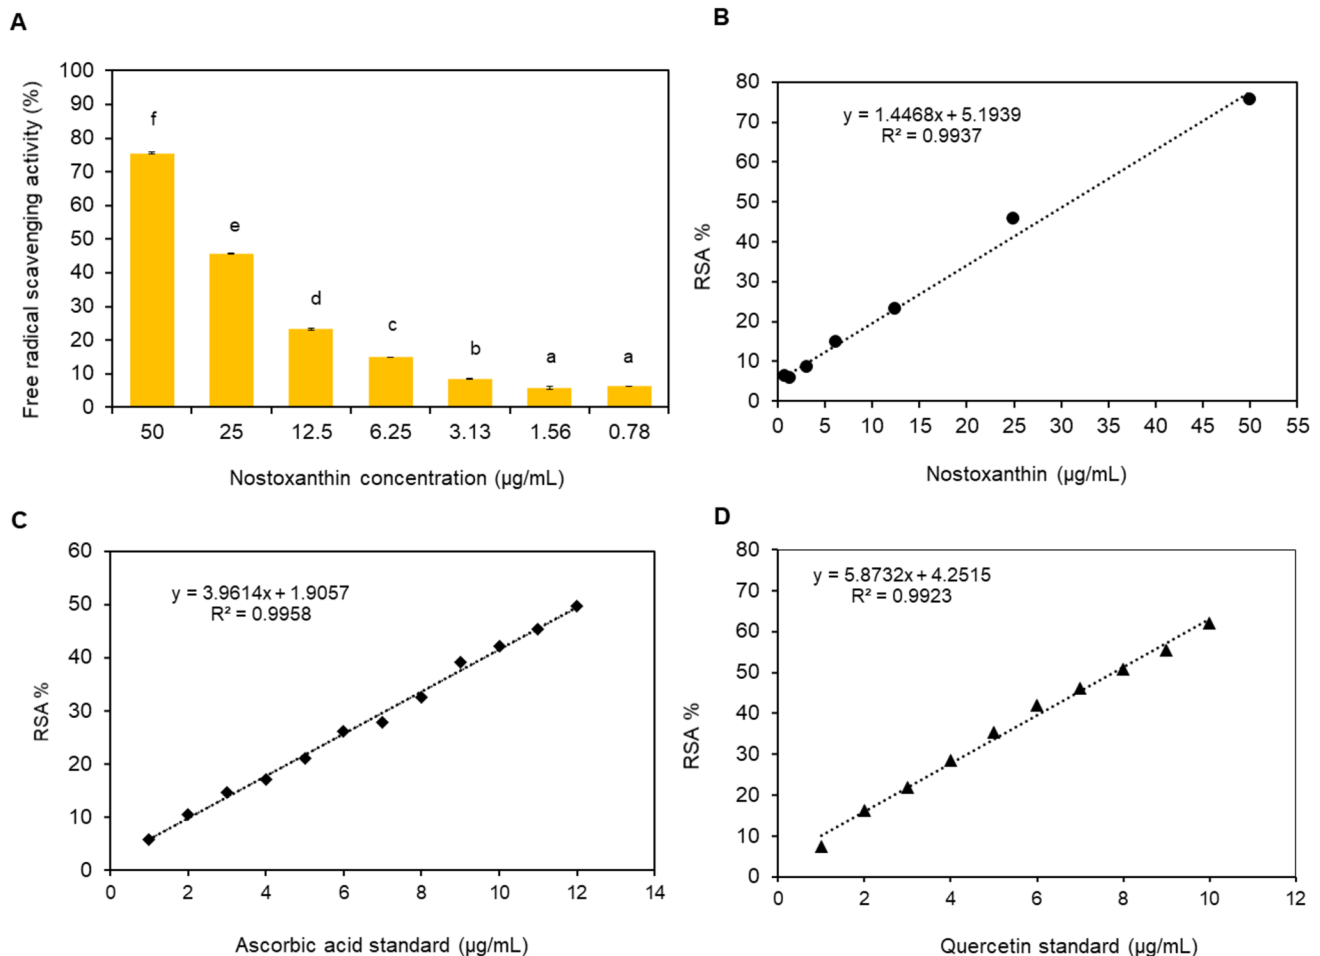 A
Free radical scavenging activity (%)
100
90
80
70
60
50
40
30
20
10
0
f
e
d
c
b
a
a
50 25 12.5 6.25 3.13 1.56 0.78
Nostoxanthin concentration (µg/mL)
B
RSA %
80
70
60
50
40
30
20
10
0
y = 1.4468x + 5.1939
R² = 0.9937
0 5 10 15 20 25 30 35 40 45 50 55
Nostoxanthin (µg/mL)
C
RSA %
60
50
40
30
20
10
0
y = 3.9614x + 1.9057
R² = 0.9958
0 2 4 6 8 10 12 14
Ascorbic acid standard (µg/mL)
D
RSA %
80
70
60
50
40
30
20
10
0
y = 5.8732x + 4.2515
R² = 0.9923
0 2 4 6 8 10 12
Quercetin standard (µg/mL)